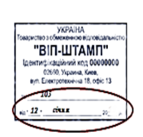 УКРАЇНА
Товариство з обмеженою відповідальністю
"ВІП-ШТАМП"
Ідентифікаційний код 00000000
02660, Україна, Київ,
вул. Електротехнічна 18, офіс 13
203
12 січня 20